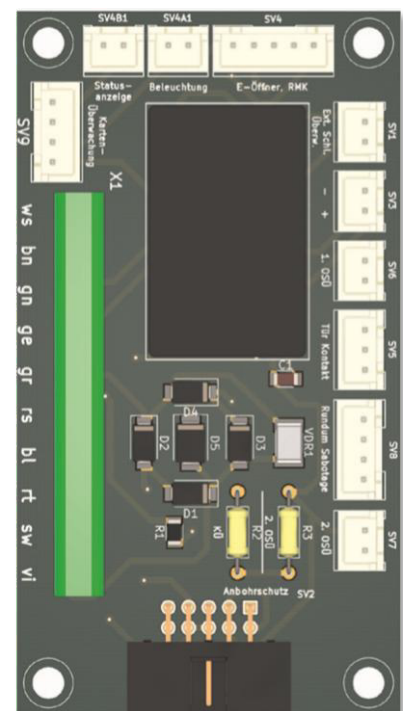 SV4B1
SV4A1
SV4
Status-
anzeige
Beleuchtung
E-Öffner, RMK
SV9
Karten-
Überwachung
X1
Ext. Schl.
Überw.
SV1
-
+
SV3
1. OSÜ
SV6
Tür Kontakt
SV5
Rundum Sabotage
SV8
2. OSÜ
SV7
ws
bn
gn
ge
gr
rs
bl
rt
sw
vi
C1
D4
D2
D5
D3
VDR1
D1
R1
R2
2. OSÜ
R3
Anbohrschutz
SV2